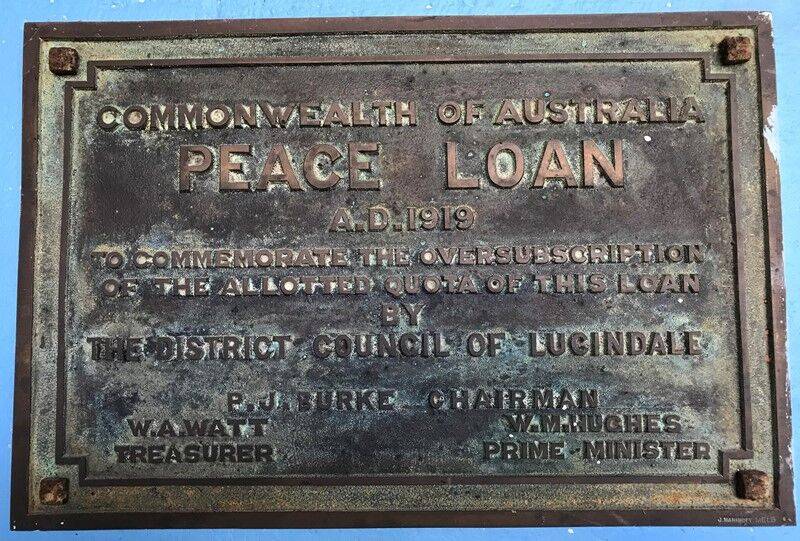 COMMONWEALTH OF AUSTRALIA
PEACE LOAN
A.D. 1919
TO COMMEMORATE THE OVERSUBSCRIPTION
OF THE ALLOTTED QUOTA OF THIS LOAN
BY
THE DISTRICT COUNCIL OF LUCINDALE
P.J. BURKE CHAIRMAN
W.A. WATT W.M. HUGHES
TREASURER PRIME MINISTER
MELB